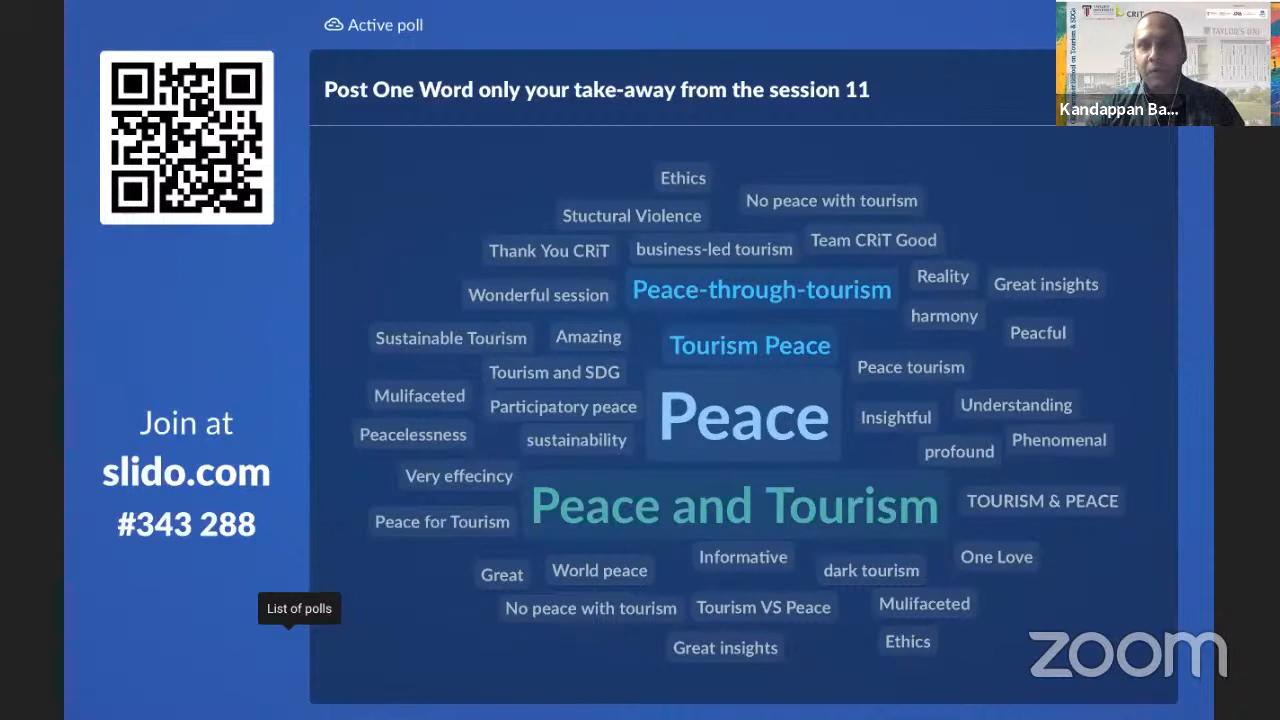 Active poll
Post One Word only your take-away from the session 11
CRiT
TAYLOR'S UNI
Kandappan Ba...
Join at
slido.com
#343 288
List of polls
Ethics
No peace with tourism
Stuctural Violence
Thank You CRiT
business-led tourism
Team CRiT Good
Wonderful session
Peace-through-tourism
Reality
Great insights
harmony
Sustainable Tourism
Amazing
Tourism Peace
Peacful
Tourism and SDG
Peace tourism
Mulifaceted
Participatory peace
Peace
Insightful
Understanding
Peacelessness
sustainability
profound
Phenomenal
Very effecincy
Peace and Tourism
TOURISM & PEACE
Peace for Tourism
Informative
One Love
Great
World peace
dark tourism
No peace with tourism
Tourism VS Peace
Mulifaceted
Great insights
Ethics
zoom